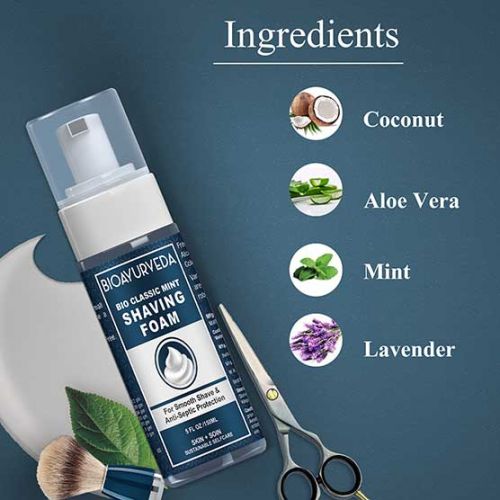 Ingredients
Coconut
Aloe Vera
Mint
Lavender
BIOAYURVEDA
BIO CLASSIC MINT
SHAVING
FOAM
For Smooth Shave &
Anti-Septic Protection
5 FL OZ/150ML
SKIN + SOIN
SUSTAINABLE SELFCARE